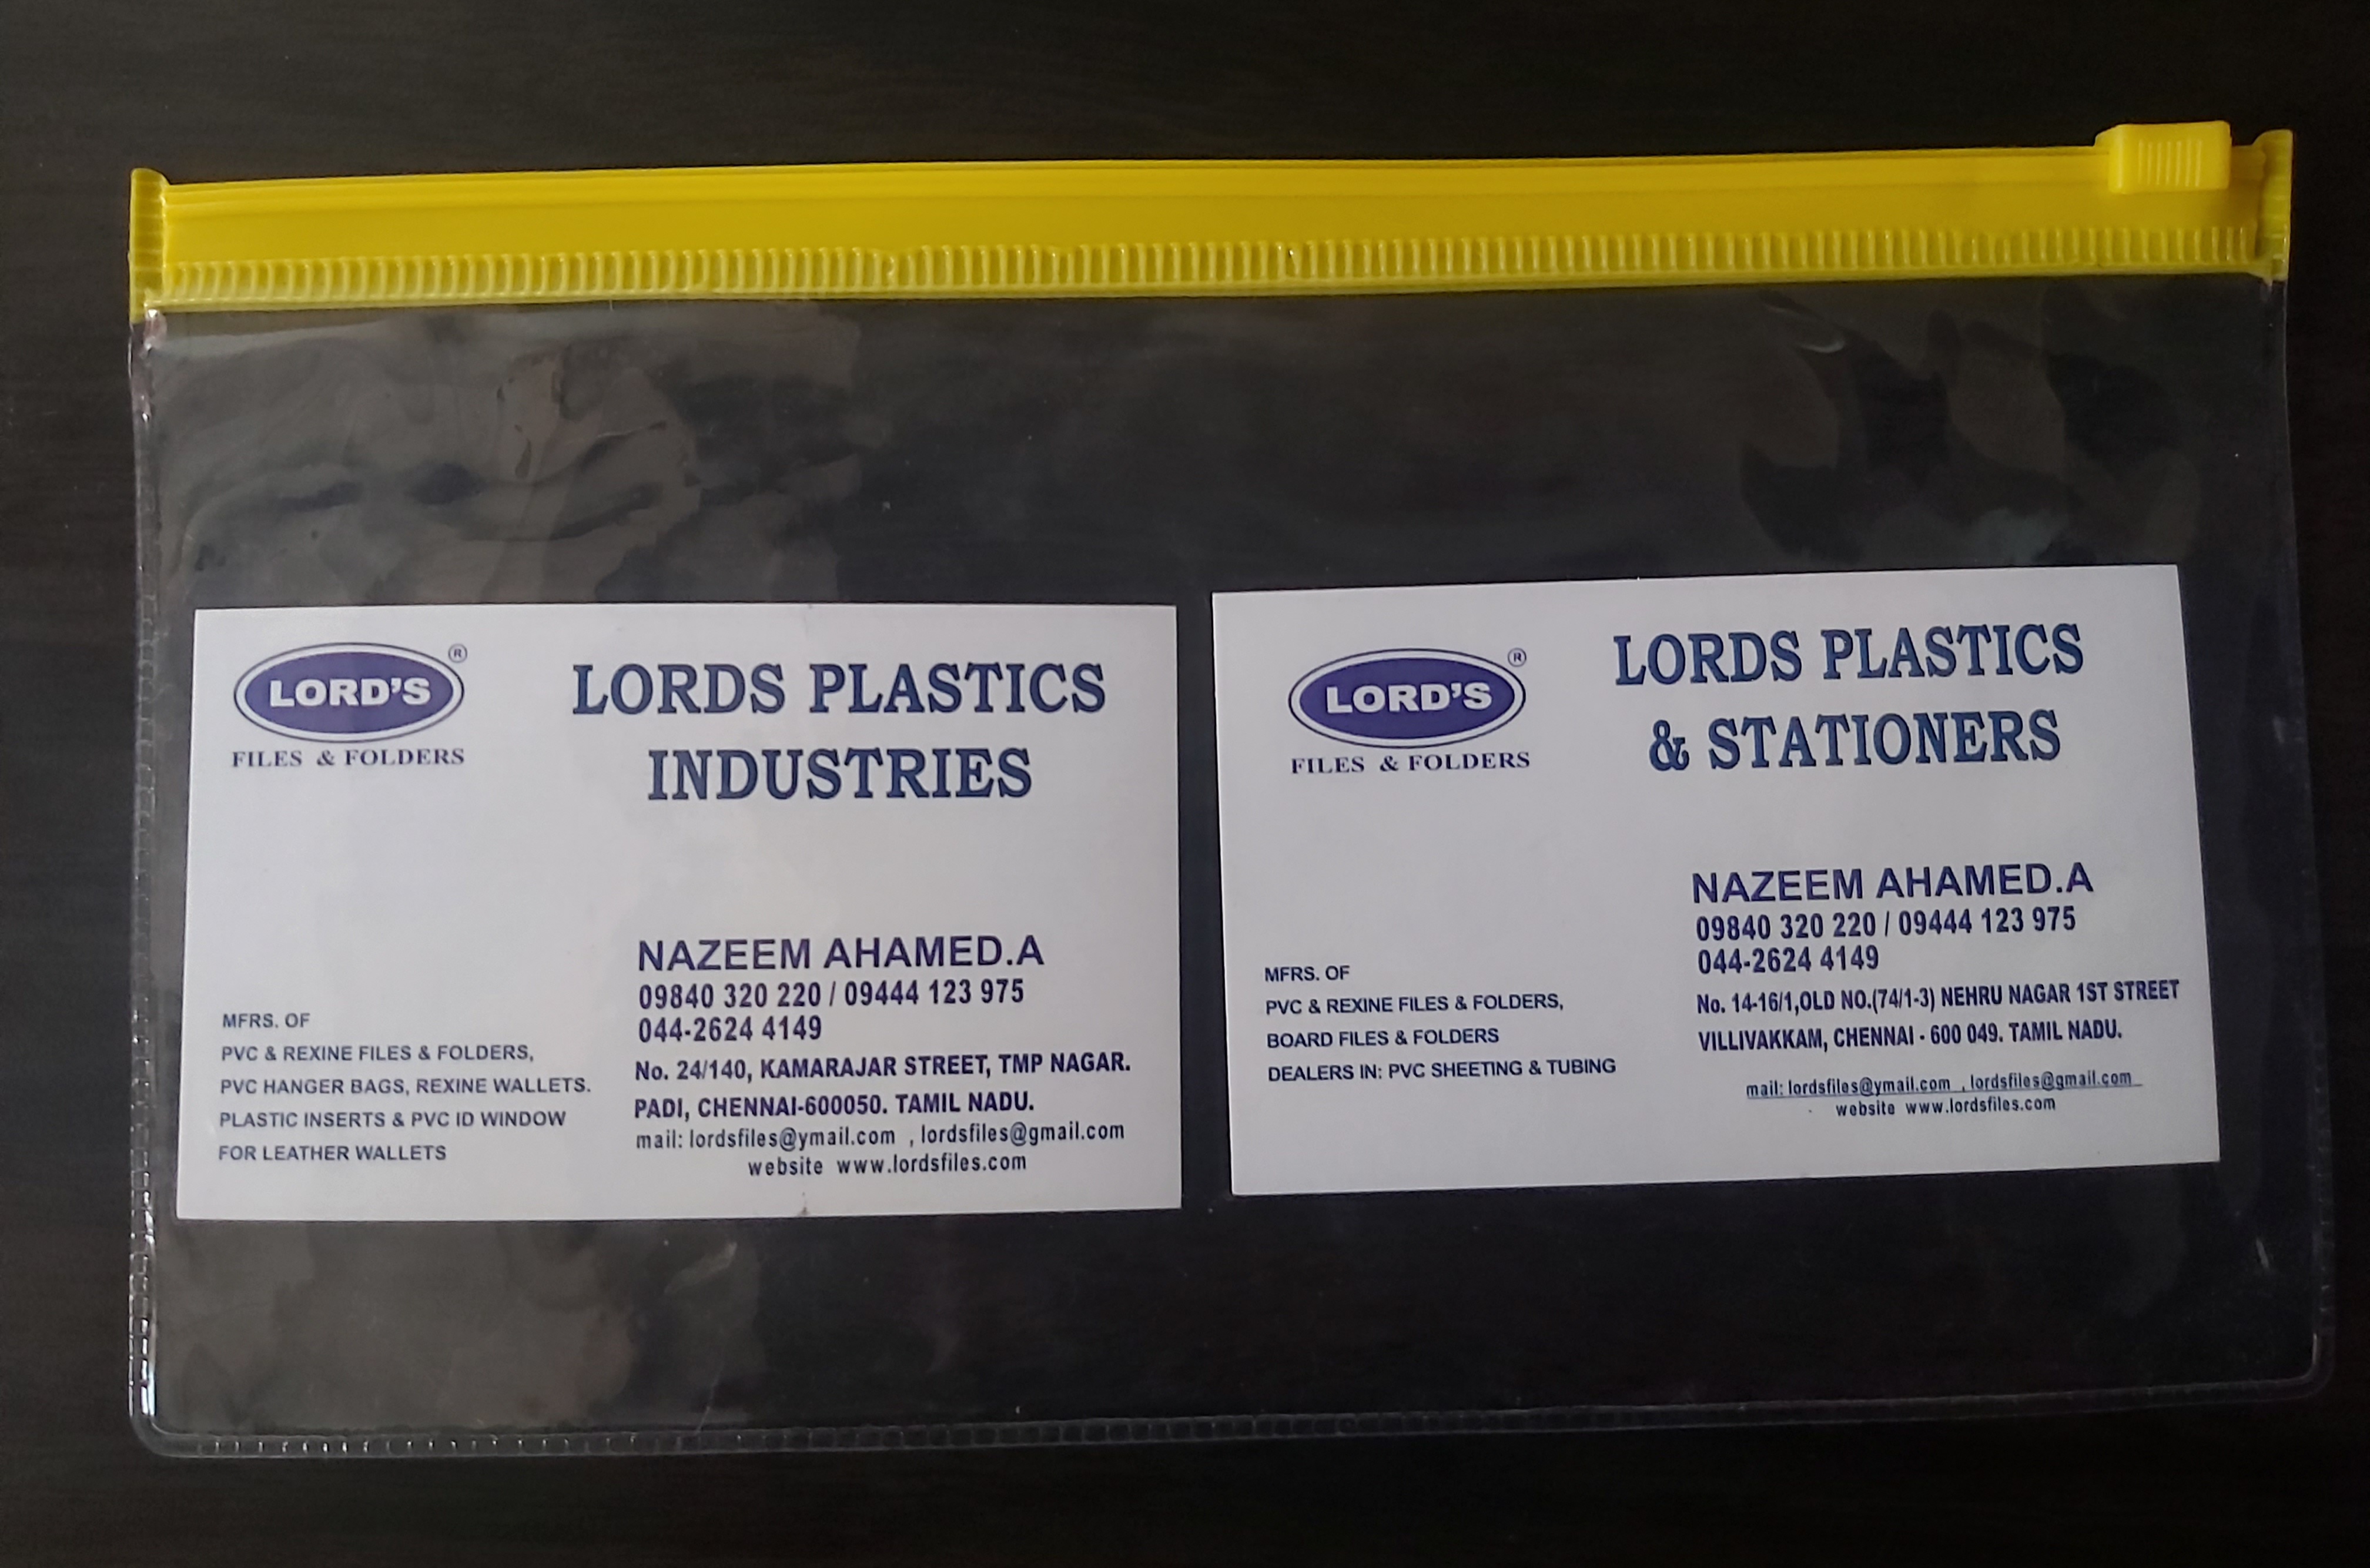 LORD'S ®
FILES & FOLDERS
LORDS PLASTICS
INDUSTRIES
NAZEEM AHAMED.A
09840 320 220 / 09444 123 975
044-2624 4149
No. 24/140, KAMARAJAR STREET, TMP NAGAR.
PADI, CHENNAI-600050. TAMIL NADU.
mail: lordsfiles@ymail.com , lordsfiles@gmail.com
website www.lordsfiles.com
MFRS. OF
PVC & REXINE FILES & FOLDERS,
PVC HANGER BAGS, REXINE WALLETS.
PLASTIC INSERTS & PVC ID WINDOW
FOR LEATHER WALLETS
LORD'S ®
FILES & FOLDERS
LORDS PLASTICS
& STATIONERS
NAZEEM AHAMED.A
09840 320 220 / 09444 123 975
044-2624 4149
No. 14-16/1,OLD NO.(74/1-3) NEHRU NAGAR 1ST STREET
VILLIVAKKAM, CHENNAI - 600 049. TAMIL NADU.
mail: lordsfiles@ymail.com , lordsfiles@gmail.com
website www.lordsfiles.com
MFRS. OF
PVC & REXINE FILES & FOLDERS,
BOARD FILES & FOLDERS
DEALERS IN: PVC SHEETING & TUBING